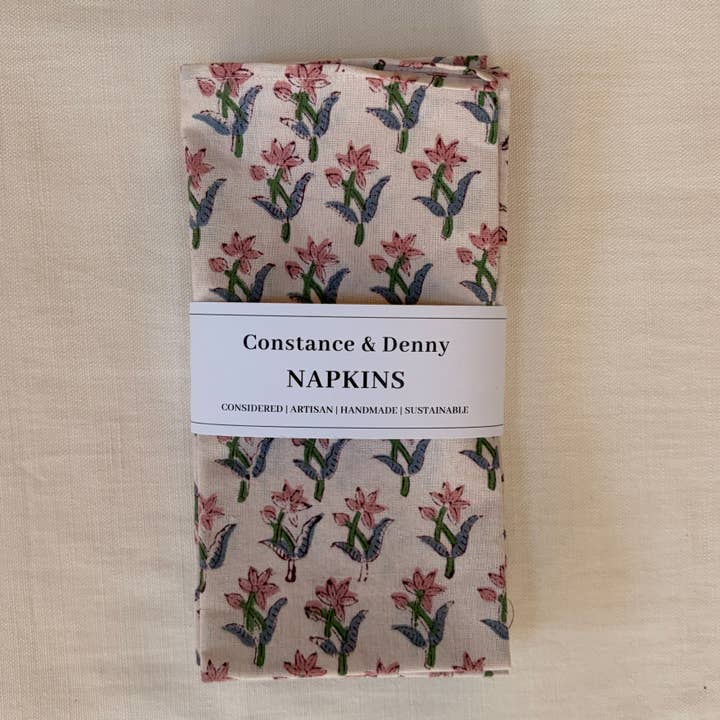 Constance & Denny
NAPKINS
CONSIDERED | ARTISAN | HANDMADE | SUSTAINABLE